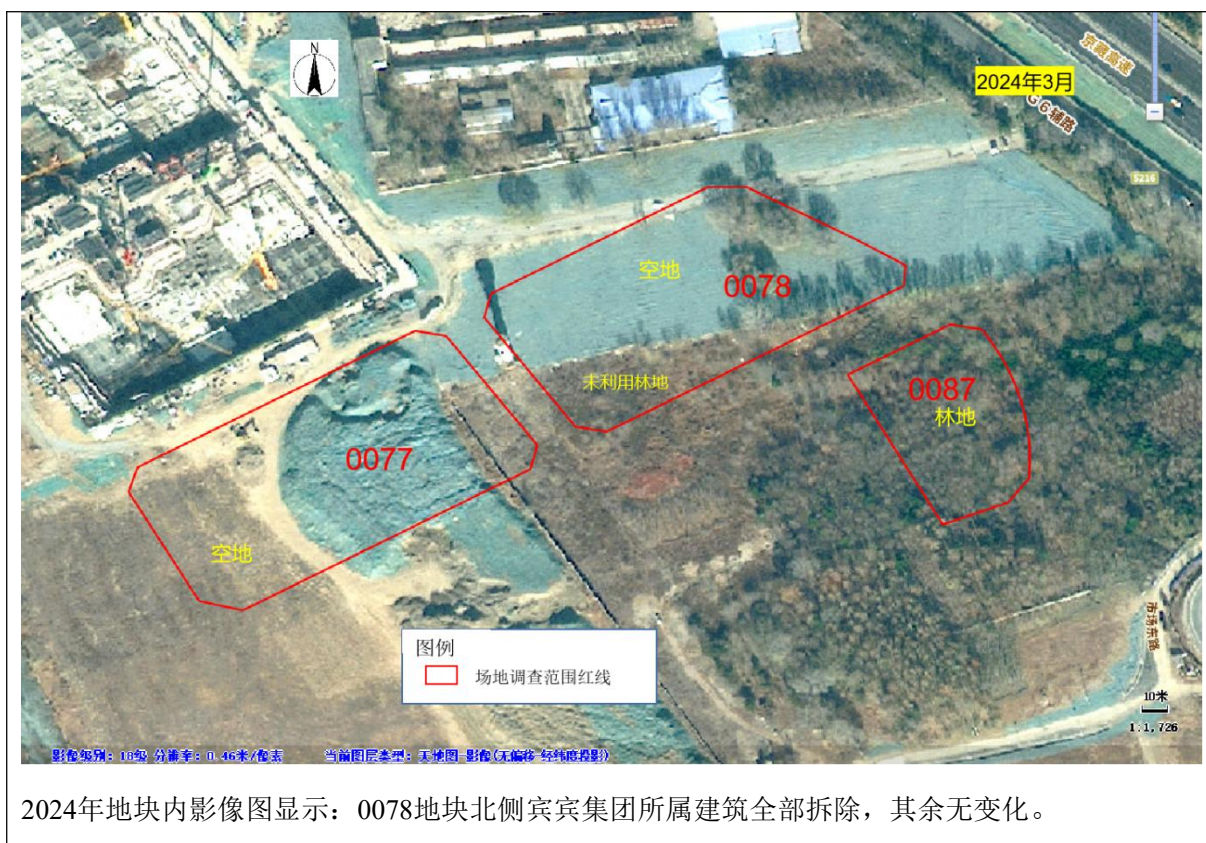 N
京藏高速
2024年3月
G6辅路
S216
空地
0078
未利用林地
0087
林地
0077
空地
图例
场地调查范围红线
市场东路
10米
1:1,726
影像级别：18级 分辨率：0.46米/像素 当前图层类型：天地图-影像(无偏移 经纬度投影)
2024年地块内影像图显示：0078地块北侧宾宾集团所属建筑全部拆除，其余无变化。